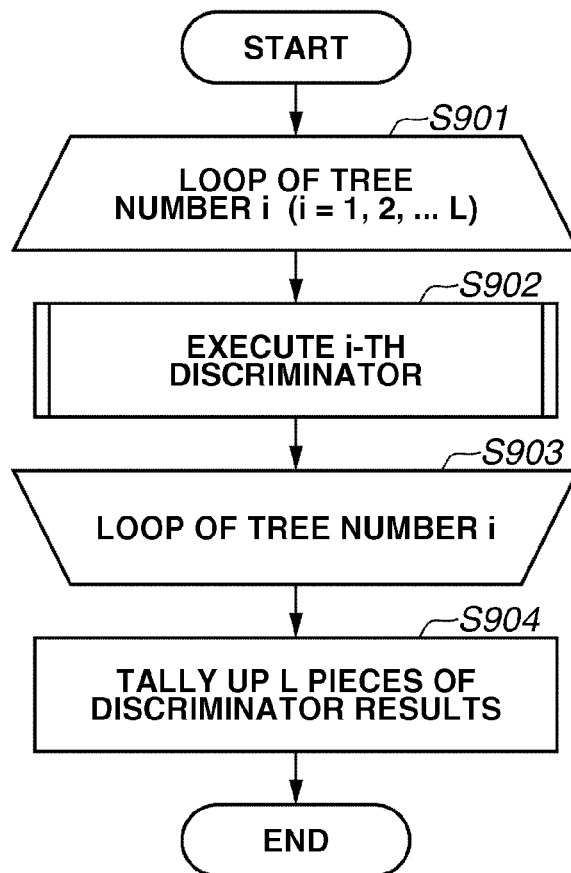 START
S901
LOOP OF TREE
NUMBER i (i = 1, 2, ... L)
S902
EXECUTE i-TH
DISCRIMINATOR
S903
LOOP OF TREE NUMBER i
S904
TALLY UP L PIECES OF
DISCRIMINATOR RESULTS
END